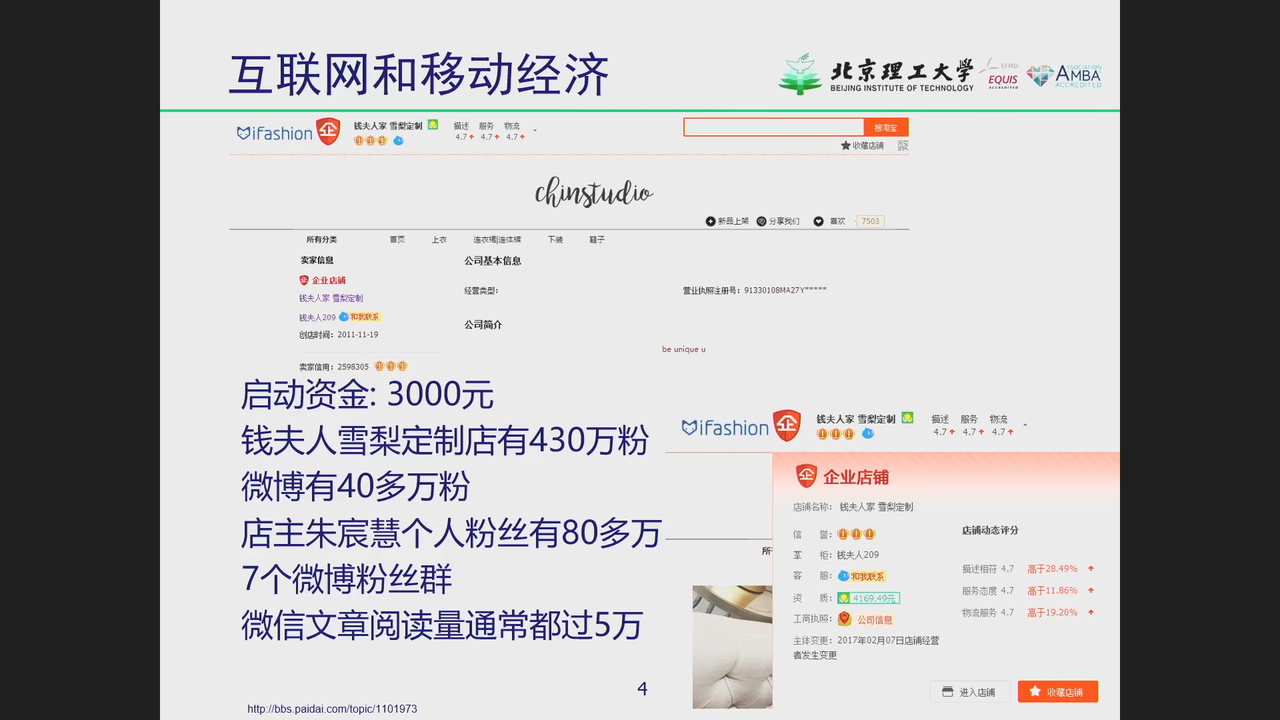 互联网和移动经济
北京理工大学
BEIJING INSTITUTE OF TECHNOLOGY
EFMD
EQUIS
ACCREDITED
ASSOCIATION
AMBA
ACCREDITED
iFashion 企 钱夫人家 雪梨定制 描述 服务 物流
4.7 4.7 4.7
搜淘宝
收藏店铺
chinstudio
新品上架 分享我们 喜欢 7503
所有分类 首页 上衣 连衣裙|连体裤 下装 鞋子
卖家信息
企业店铺
钱夫人家 雪梨定制
钱夫人209 和我联系
创店时间：2011-11-19
卖家信用：2598305
公司基本信息
经营类型：
营业执照注册号：91330108MA27Y*****
公司简介
be unique u
启动资金: 3000元
钱夫人雪梨定制店有430万粉
微博有40多万粉
店主朱宸慧个人粉丝有80多万
7个微博粉丝群
微信文章阅读量通常都过5万
iFashion 企 钱夫人家 雪梨定制 描述 服务 物流
4.7 4.7 4.7
企 企业店铺
店铺名称： 钱夫人家 雪梨定制
信 誉：
掌 柜：钱夫人209
客 服：和我联系
资 质：4169.49元
工商执照：公司信息
主体变更：2017年02月07日店铺经营
者发生变更
店铺动态评分
描述相符 4.7 高于28.49%
服务态度 4.7 高于11.86%
物流服务 4.7 高于19.20%
进入店铺 收藏店铺
所有
4
http://bbs.paidai.com/topic/1101973